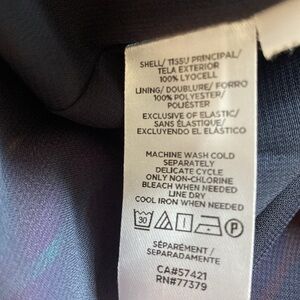 SHELL/ TISSU PRINCIPAL/
TELA EXTERIOR
100% LYOCELL
LINING/ DOUBLURE/ FORRO
100% POLYESTER/
POLIÉSTER
EXCLUSIVE OF ELASTIC/
SANS ÉLASTIQUE/
EXCLUYENDO EL ELÁSTICO
MACHINE WASH COLD
SEPARATELY
DELICATE CYCLE
ONLY NON-CHLORINE
BLEACH WHEN NEEDED
LINE DRY
COOL IRON WHEN NEEDED
30 P
SÉPARÉMENT /
SEPARADAMENTE
CA#57421
RN#77379